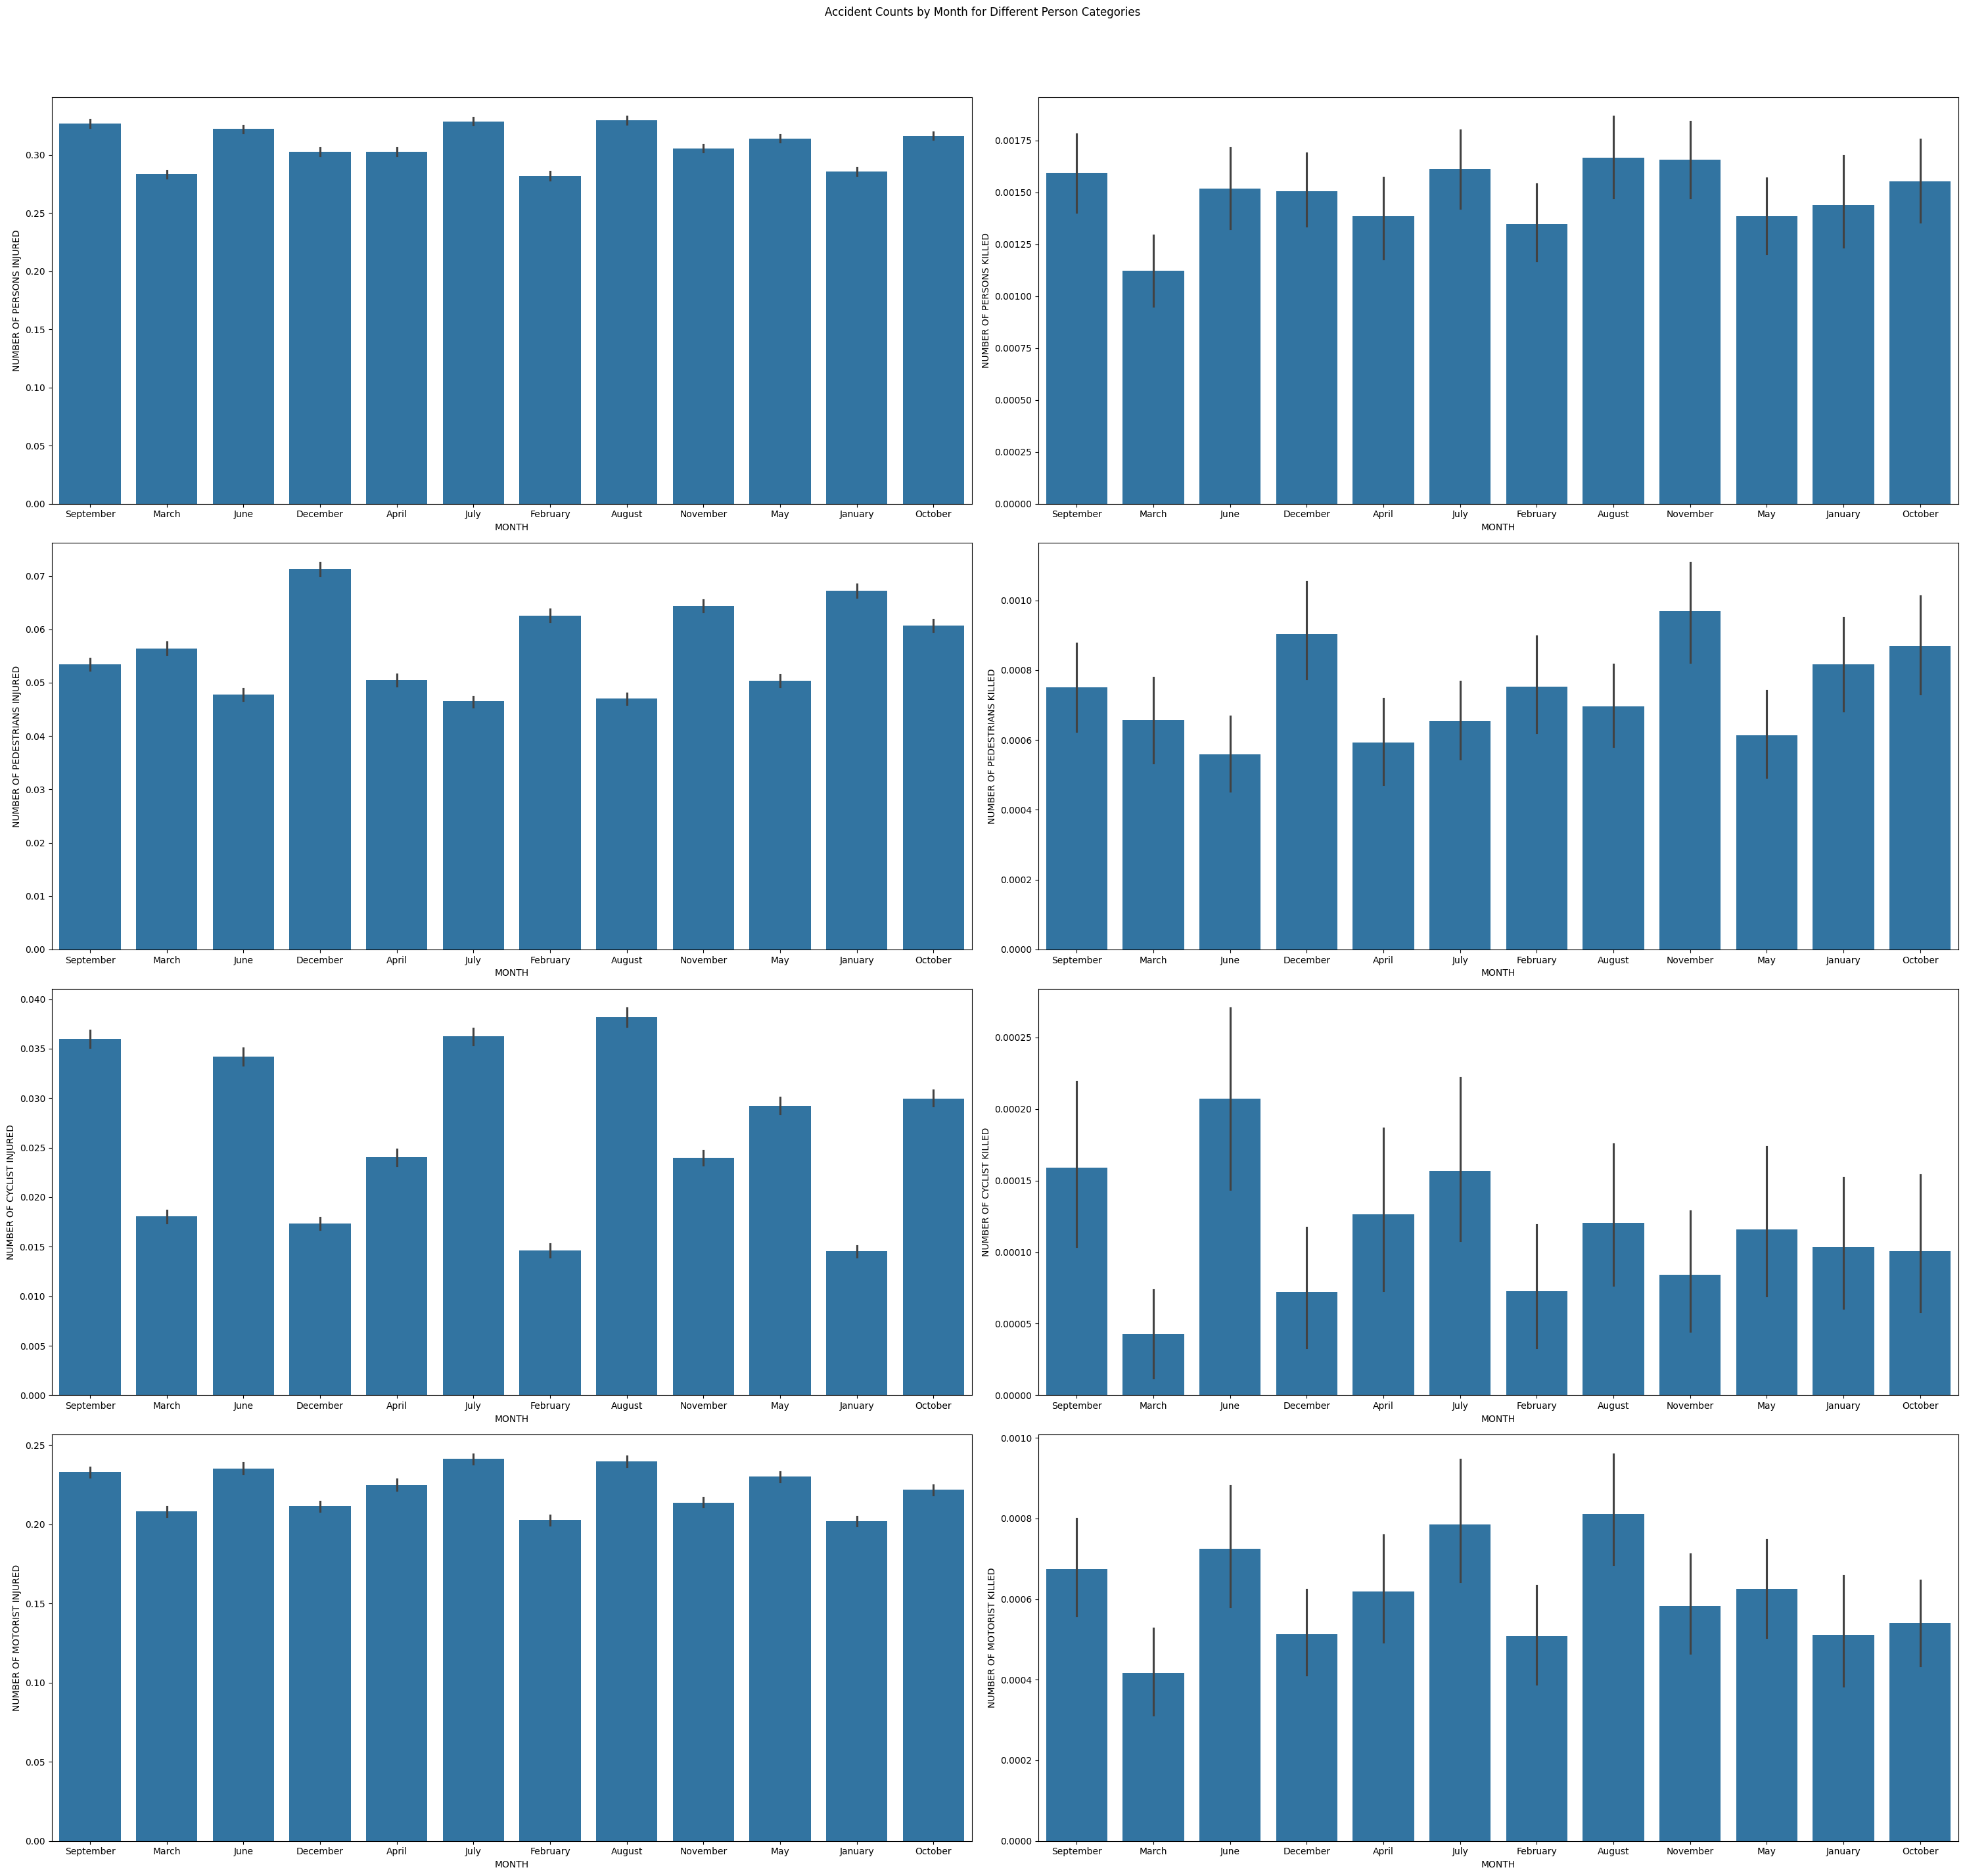 Accident Counts by Month for Different Person Categories
NUMBER OF PERSONS INJURED
0.30
0.25
0.20
0.15
0.10
0.05
0.00
September March June December April July February August November May January October
MONTH
NUMBER OF PERSONS KILLED
0.00175
0.00150
0.00125
0.00100
0.00075
0.00050
0.00025
0.00000
September March June December April July February August November May January October
MONTH
NUMBER OF PEDESTRIANS INJURED
0.07
0.06
0.05
0.04
0.03
0.02
0.01
0.00
September March June December April July February August November May January October
MONTH
NUMBER OF PEDESTRIANS KILLED
0.0010
0.0008
0.0006
0.0004
0.0002
0.0000
September March June December April July February August November May January October
MONTH
NUMBER OF CYCLIST INJURED
0.040
0.035
0.030
0.025
0.020
0.015
0.010
0.005
0.000
September March June December April July February August November May January October
MONTH
NUMBER OF CYCLIST KILLED
0.00025
0.00020
0.00015
0.00010
0.00005
0.00000
September March June December April July February August November May January October
MONTH
NUMBER OF MOTORIST INJURED
0.25
0.20
0.15
0.10
0.05
0.00
September March June December April July February August November May January October
MONTH
NUMBER OF MOTORIST KILLED
0.0010
0.0008
0.0006
0.0004
0.0002
0.0000
September March June December April July February August November May January October
MONTH